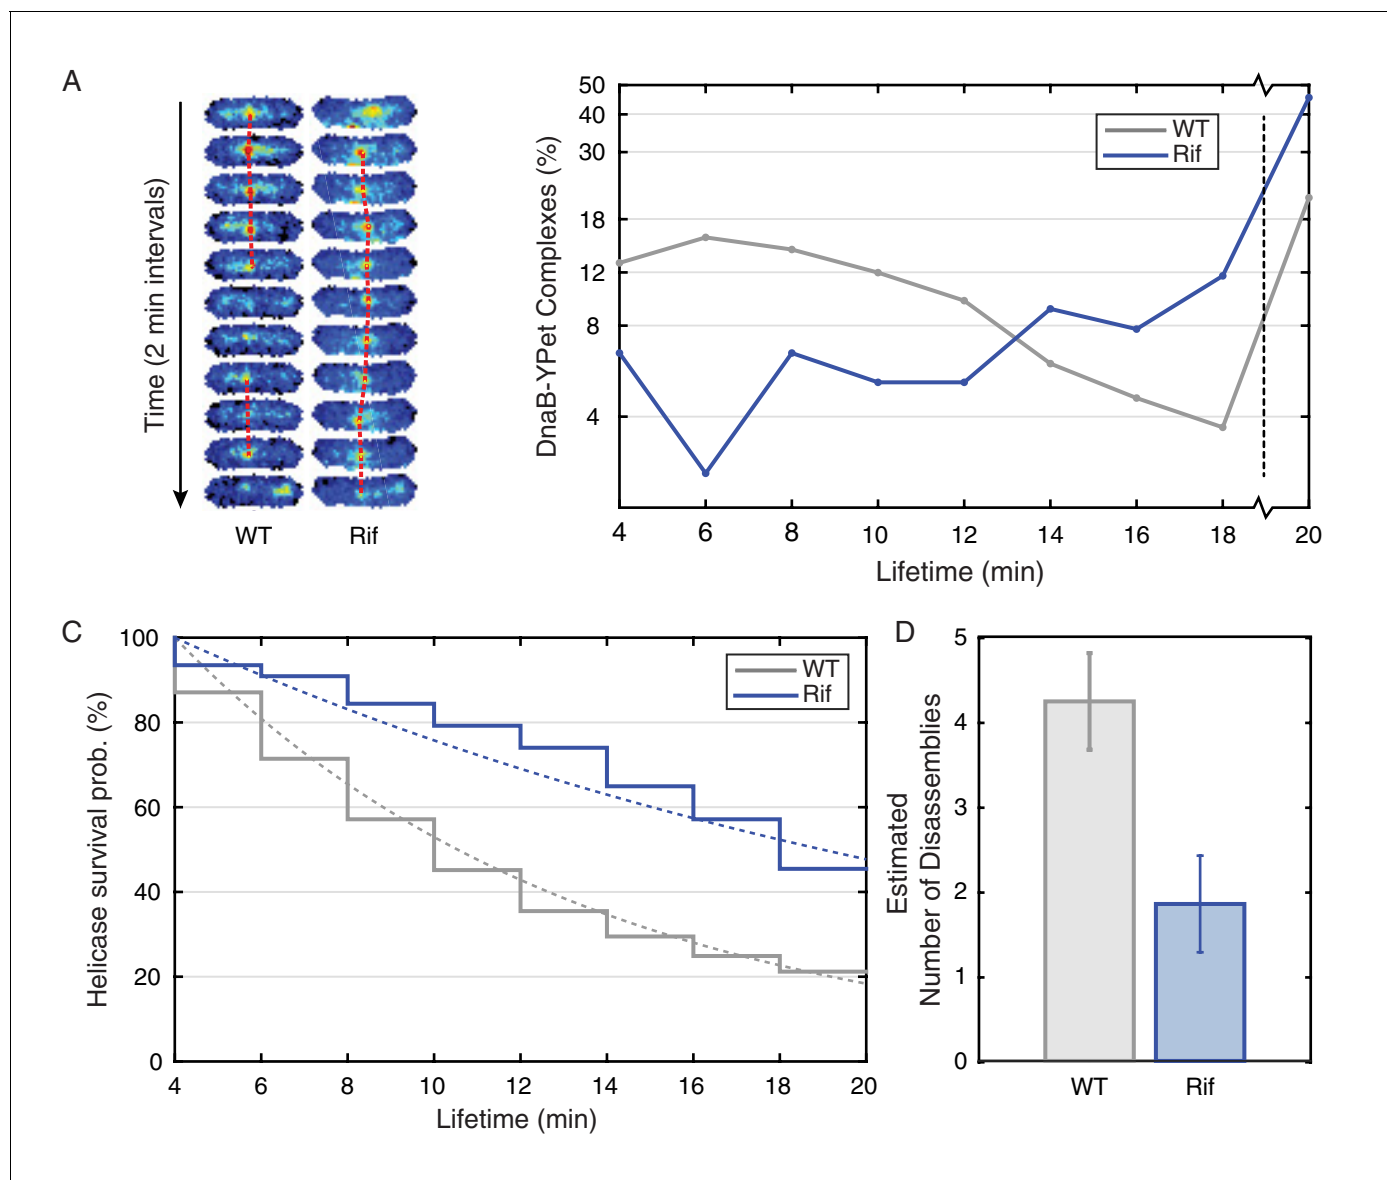 A
Time (2 min intervals)
WT
Rif
DnaB-YPet Complexes (%)
50
40
30
18
12
8
4
WT
Rif
4 6 8 10 12 14 16 18 20
Lifetime (min)
C
Helicase survival prob. (%)
100
80
60
40
20
0
WT
Rif
4 6 8 10 12 14 16 18 20
Lifetime (min)
D
Estimated
Number of Disassemblies
5
4
3
2
1
0
WT
Rif